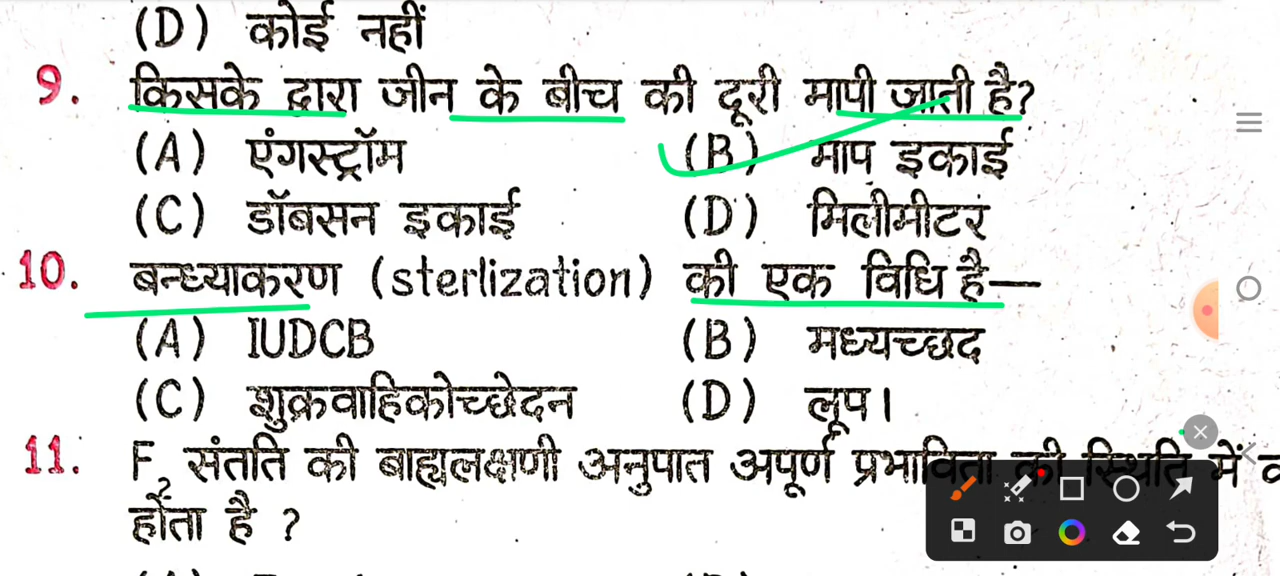 (D) कोई नहीं
9. किसके द्वारा जीन के बीच की दूरी मापी जाती है?
(A) एंगस्ट्रॉम (B) माप इकाई
(C) डॉबसन इकाई (D) मिलीमीटर
10. बन्ध्याकरण (sterlization) की एक विधि है—
(A) IUDCB (B) मध्यच्छद
(C) शुक्रवाहिकोच्छेदन (D) लूप।
11. F₂ संतति की बाह्यलक्षणी अनुपात अपूर्ण प्रभाविता की स्थिति में
होता है ?